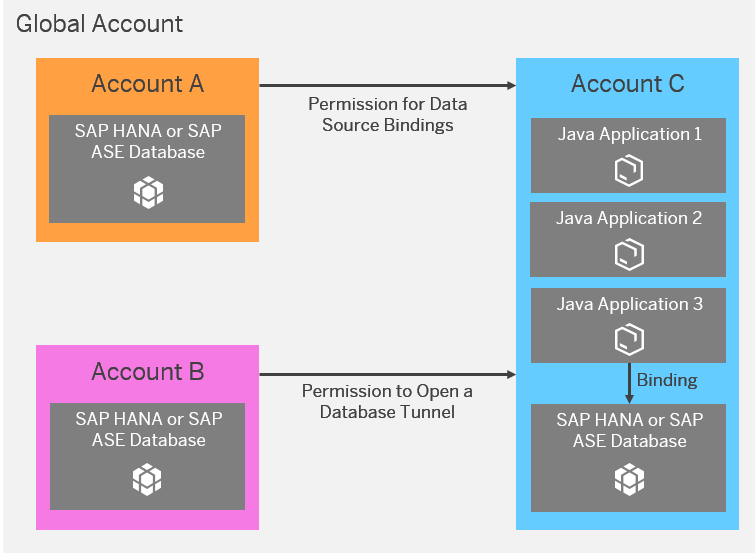 Global Account
Account A
SAP HANA or SAP
ASE Database
Permission for Data
Source Bindings
Account B
SAP HANA or SAP
ASE Database
Permission to Open a
Database Tunnel
Account C
Java Application 1
Java Application 2
Java Application 3
Binding
SAP HANA or SAP
ASE Database